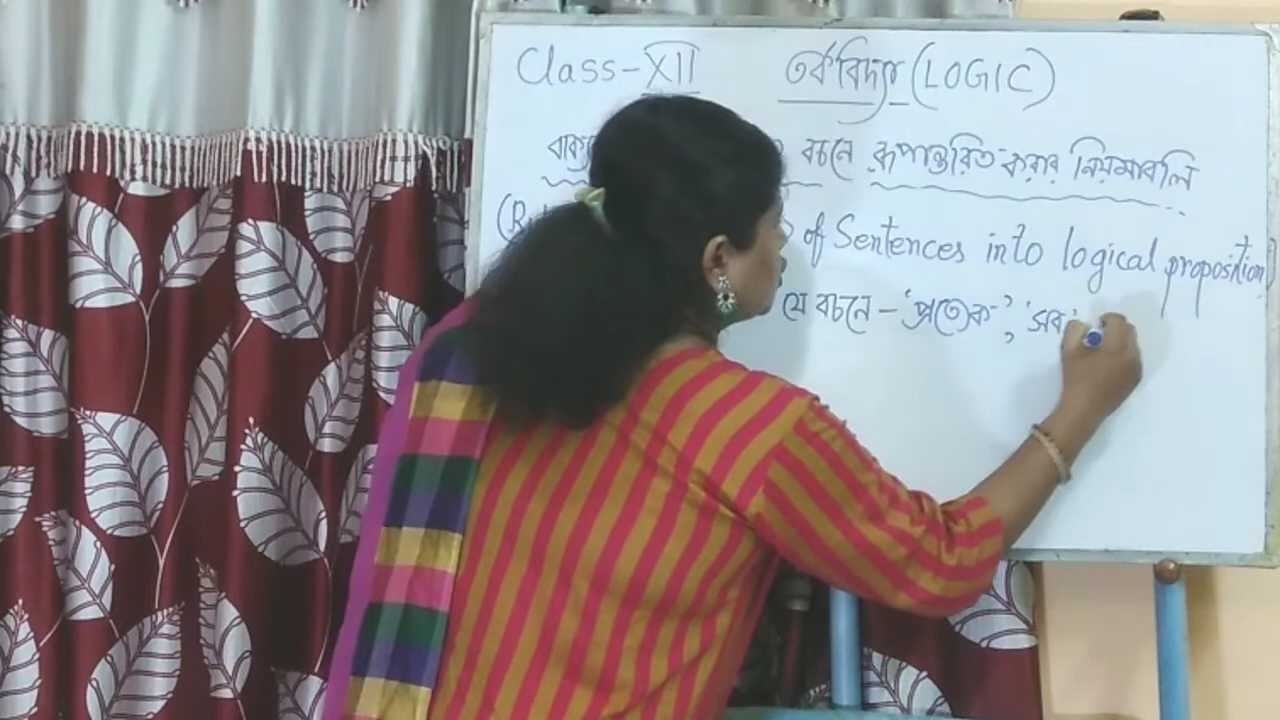 Class-XII তর্কবিদ্যা (LOGIC)
বচনে রূপান্তরিত করার নিয়মাবলি
of Sentences into logical proposition)
যে বচনে - 'প্রত্যেক', 'সব'